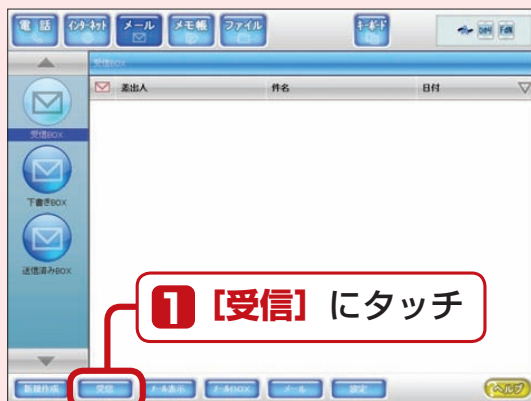 電話 インターネット メール メモ帳 ファイル キーボード
受信BOX
差出人 件名 日付
受信BOX
下書きBOX
送信済みBOX
1 [受信] にタッチ
新規作成 受信 メール表示 メールBOX メール 設定 ヘルプ